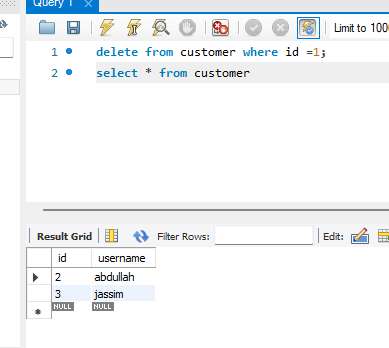 Query 1
Limit to 100
1 delete from customer where id =1;
2 select * from customer
Result Grid Filter Rows: Edit:
id username
2 abdullah
3 jassim
NULL NULL